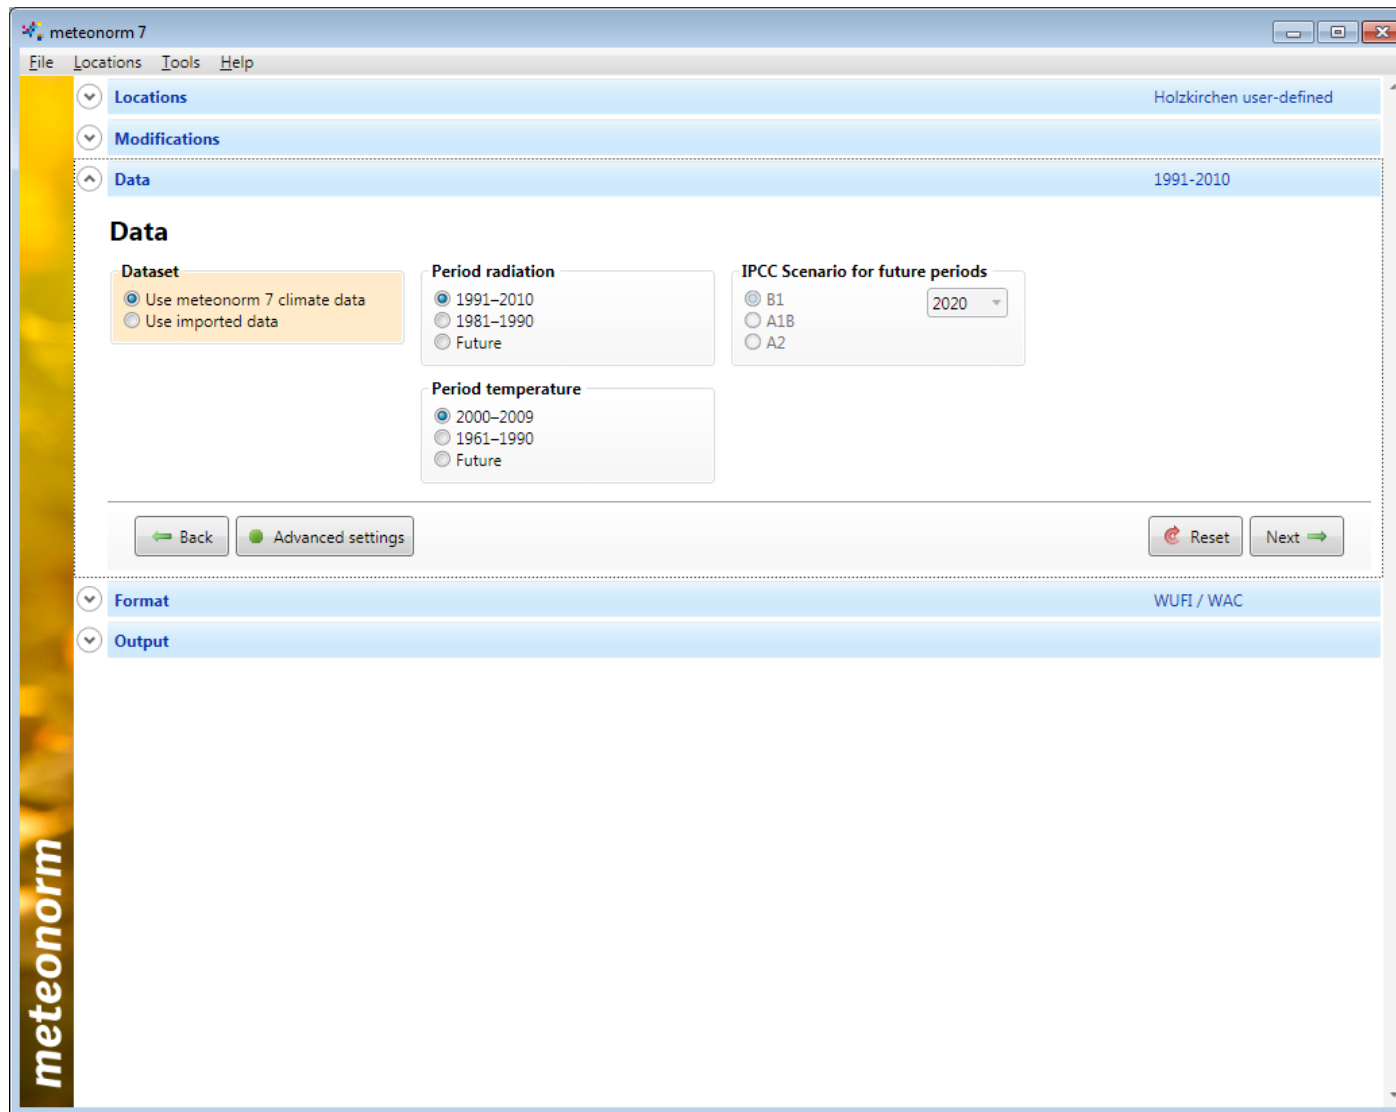 meteonorm 7
File Locations Tools Help
Locations Holzkirchen user-defined
Modifications
Data 1991-2010
Data
Dataset
Use meteonorm 7 climate data
Use imported data
Period radiation
1991–2010
1981–1990
Future
IPCC Scenario for future periods
B1 2020
A1B
A2
Period temperature
2000–2009
1961–1990
Future
Back Advanced settings Reset Next
Format WUFI / WAC
Output
meteonorm